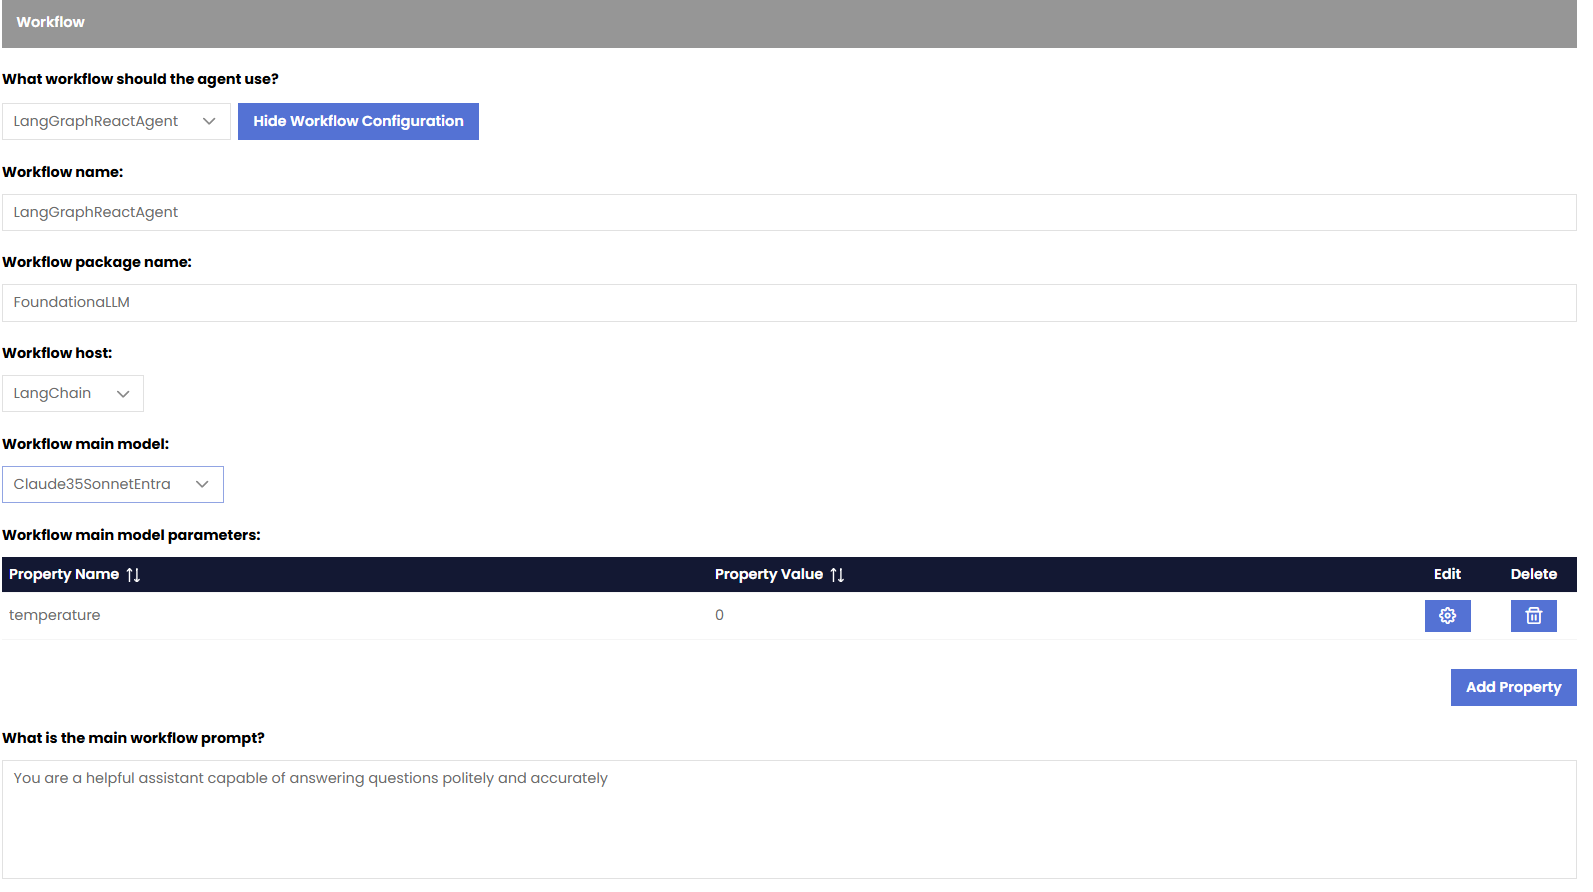 Workflow
What workflow should the agent use?
LangGraphReactAgent Hide Workflow Configuration
Workflow name:
LangGraphReactAgent
Workflow package name:
FoundationaLLM
Workflow host:
LangChain
Workflow main model:
Claude35SonnetEntra
Workflow main model parameters:
Property Name Property Value Edit Delete
temperature 0
Add Property
What is the main workflow prompt?
You are a helpful assistant capable of answering questions politely and accurately